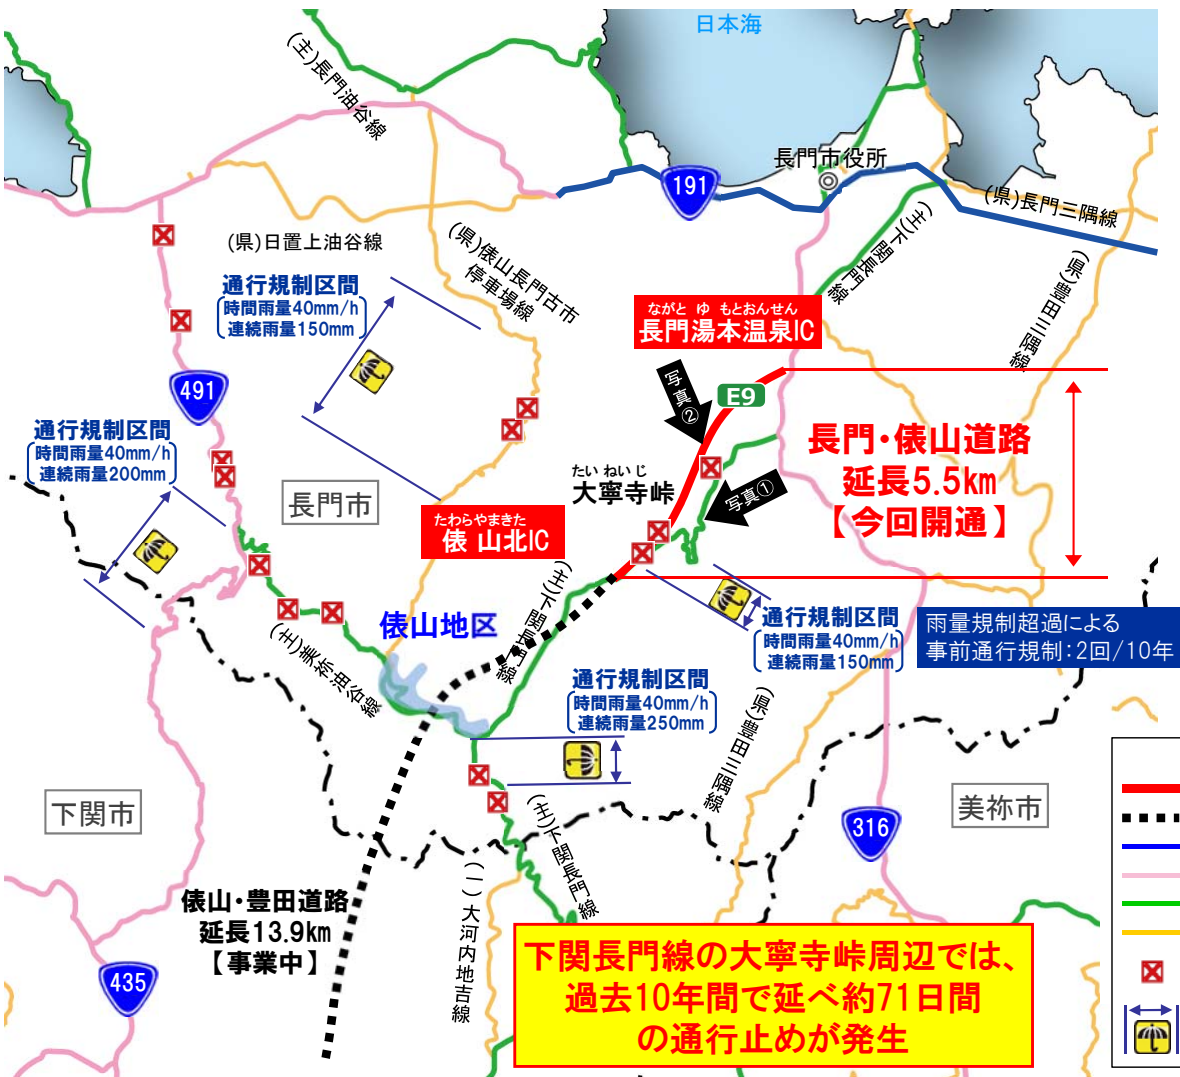 日本海
(主)長門油谷線
長門市役所
191
(県)長門三隅線
(主)下関長門線
(県)日置上油谷線
(県)俵山長門古市
停車場線
(県)豊田三隅線
通行規制区間
時間雨量40mm/h
連続雨量150mm
ながと ゆ もとおんせん
長門湯本温泉IC
491
写真②
E9
通行規制区間
時間雨量40mm/h
連続雨量200mm
長門・俵山道路
延長5.5km
【今回開通】
たい ねい じ
大寧寺峠
写真①
長門市
たわらやまきた
俵 山北IC
(主)下関長門線
俵山地区
通行規制区間
時間雨量40mm/h
連続雨量150mm
雨量規制超過による
事前通行規制：2回/10年
(主)美祢油谷線
通行規制区間
時間雨量40mm/h
連続雨量250mm
(県)豊田三隅線
下関市
美祢市
316
(主)下関長門線
(一)大河内地吉線
俵山・豊田道路
延長13.9km
【事業中】
435
下関長門線の大寧寺峠周辺では、
過去10年間で延べ約71日間
の通行止めが発生